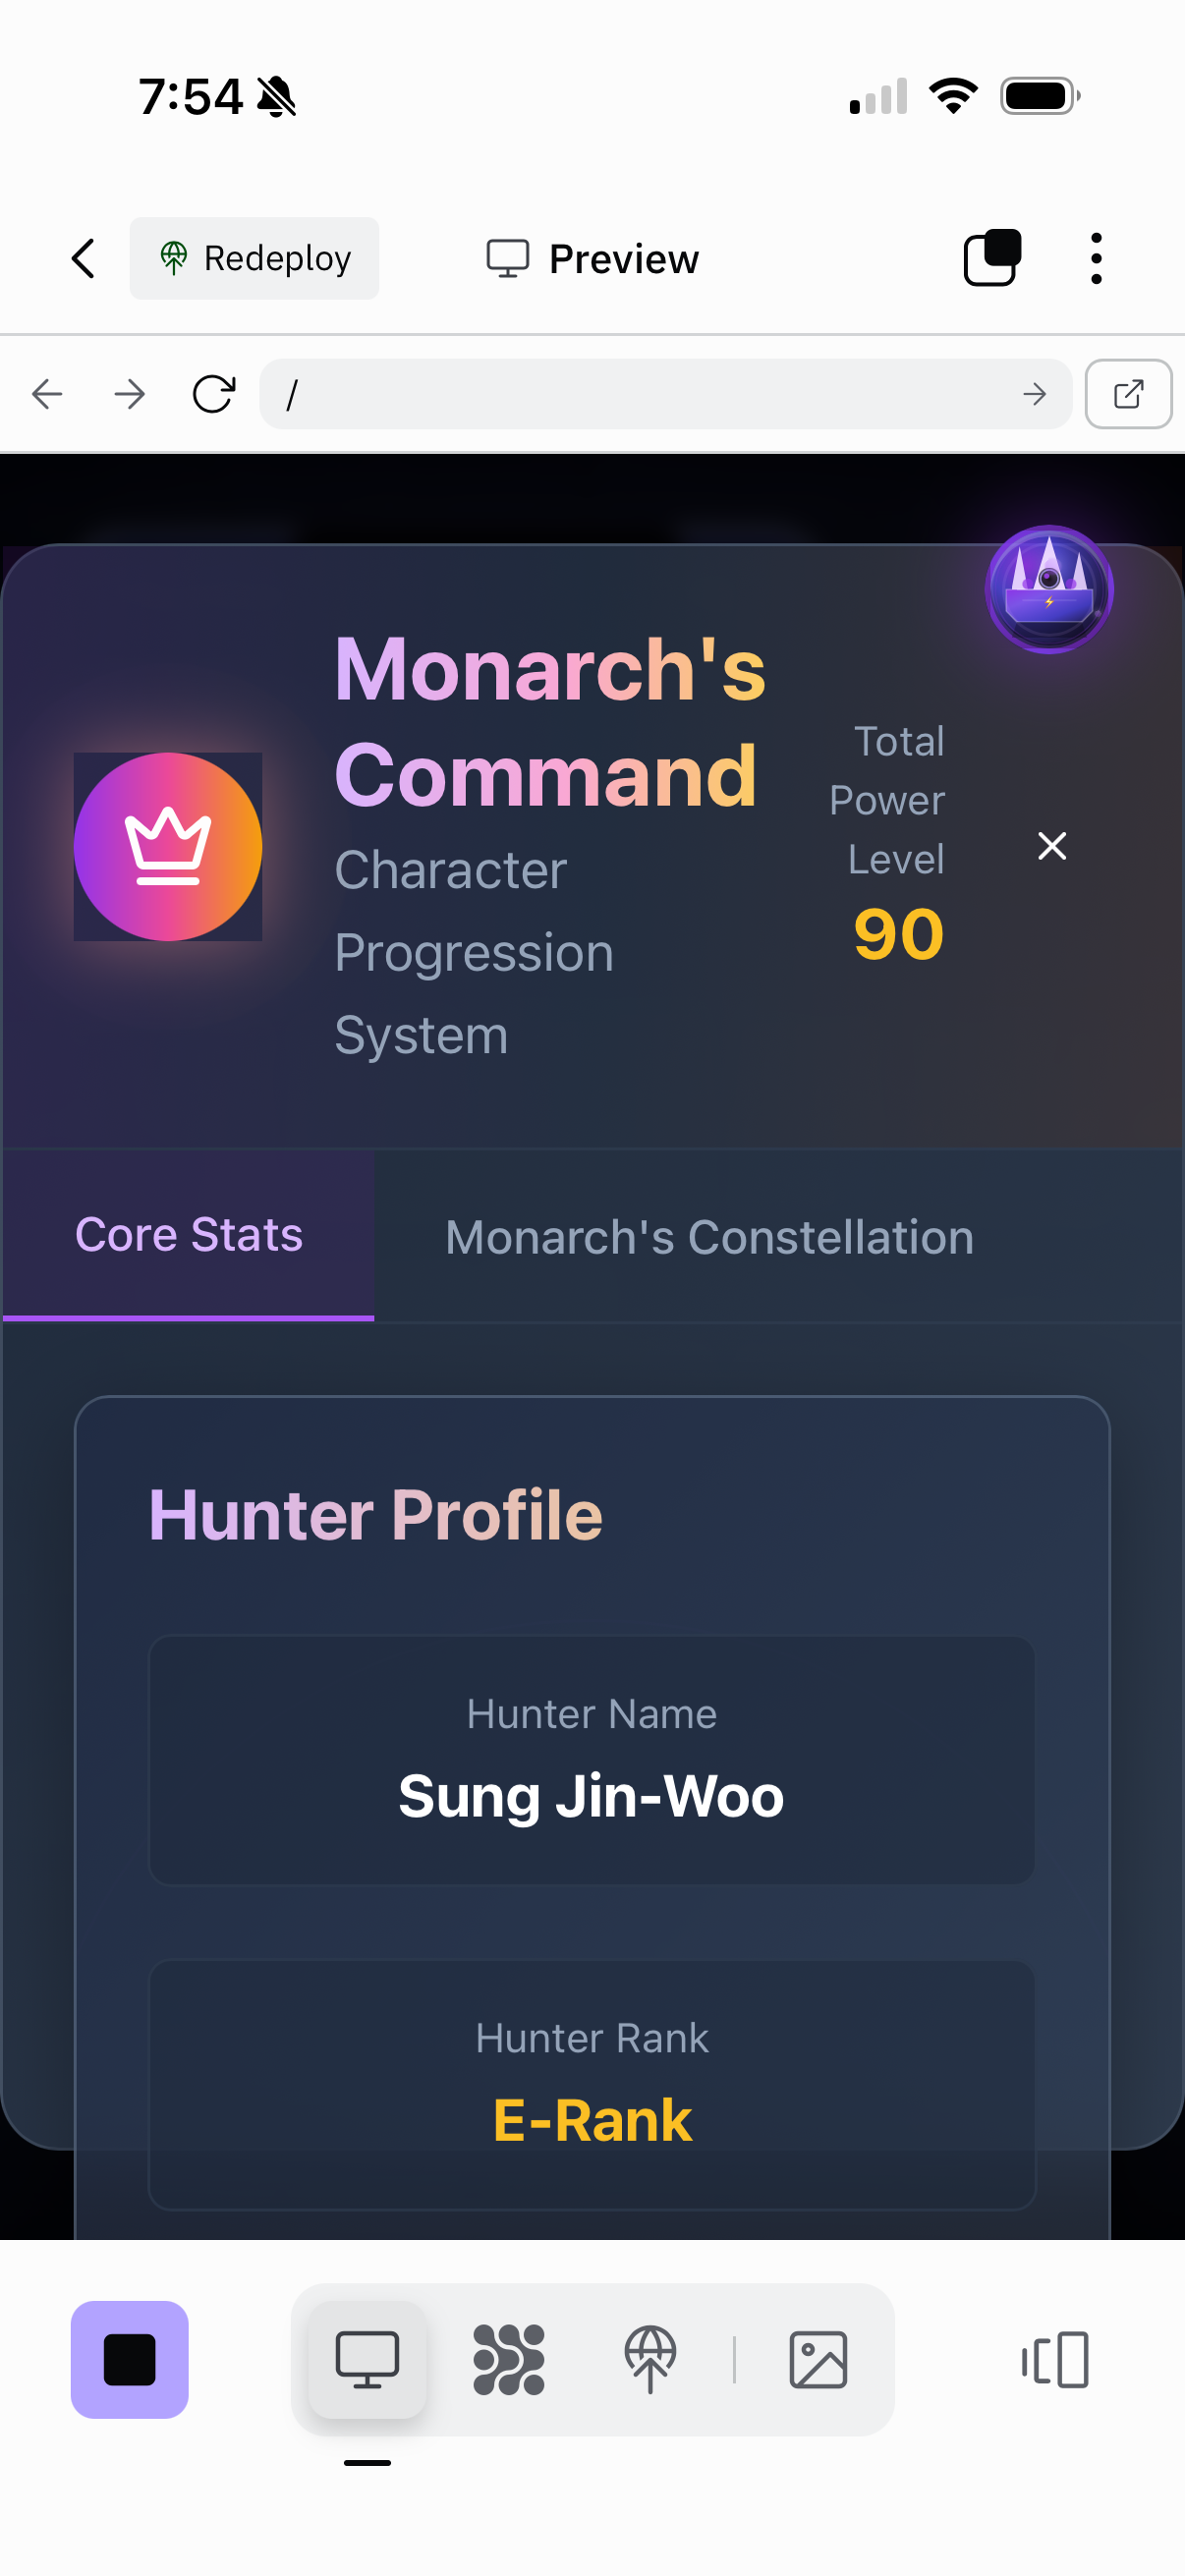 7:54
Redeploy
Preview
/
Monarch's
Command
Character
Progression
System
Total
Power
Level
90
Core Stats
Monarch's Constellation
Hunter Profile
Hunter Name
Sung Jin-Woo
Hunter Rank
E-Rank